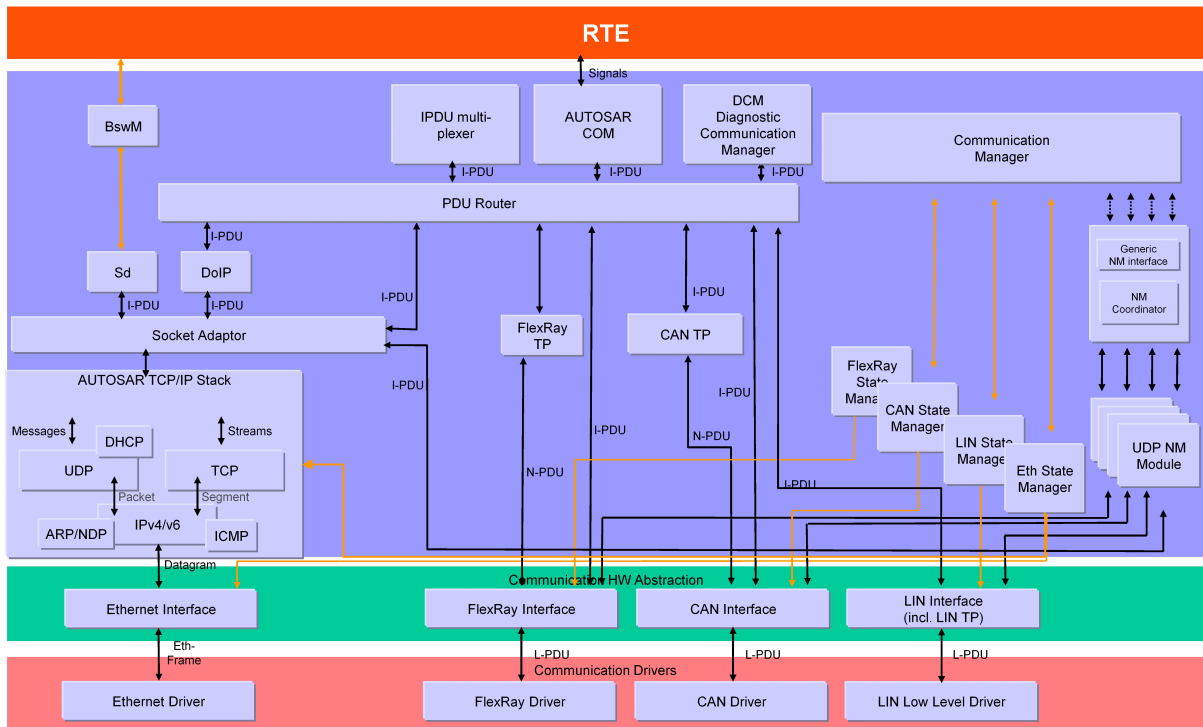 RTE
Signals
BswM
IPDU multi-
plexer
AUTOSAR
COM
DCM
Diagnostic
Communication
Manager
Communication
Manager
I-PDU
I-PDU
I-PDU
PDU Router
I-PDU
Sd
DoIP
Generic
NM interface
NM
Coordinator
I-PDU
I-PDU
I-PDU
I-PDU
I-PDU
Socket Adaptor
FlexRay
TP
CAN TP
AUTOSAR TCP/IP Stack
I-PDU
I-PDU
FlexRay
State
Manag
CAN State
Manager
LIN State
Manage
Eth State
Manager
UDP NM
Module
Messages
DHCP
Streams
I-PDU
N-PDU
UDP
TCP
N-PDU
I-PDU
Packet
Segment
IPv4/v6
ARP/NDP
ICMP
Datagram
Communication HW Abstraction
Ethernet Interface
FlexRay Interface
CAN Interface
LIN Interface
(incl. LIN TP)
Eth-
Frame
L-PDU
L-PDU
L-PDU
Communication Drivers
Ethernet Driver
FlexRay Driver
CAN Driver
LIN Low Level Driver